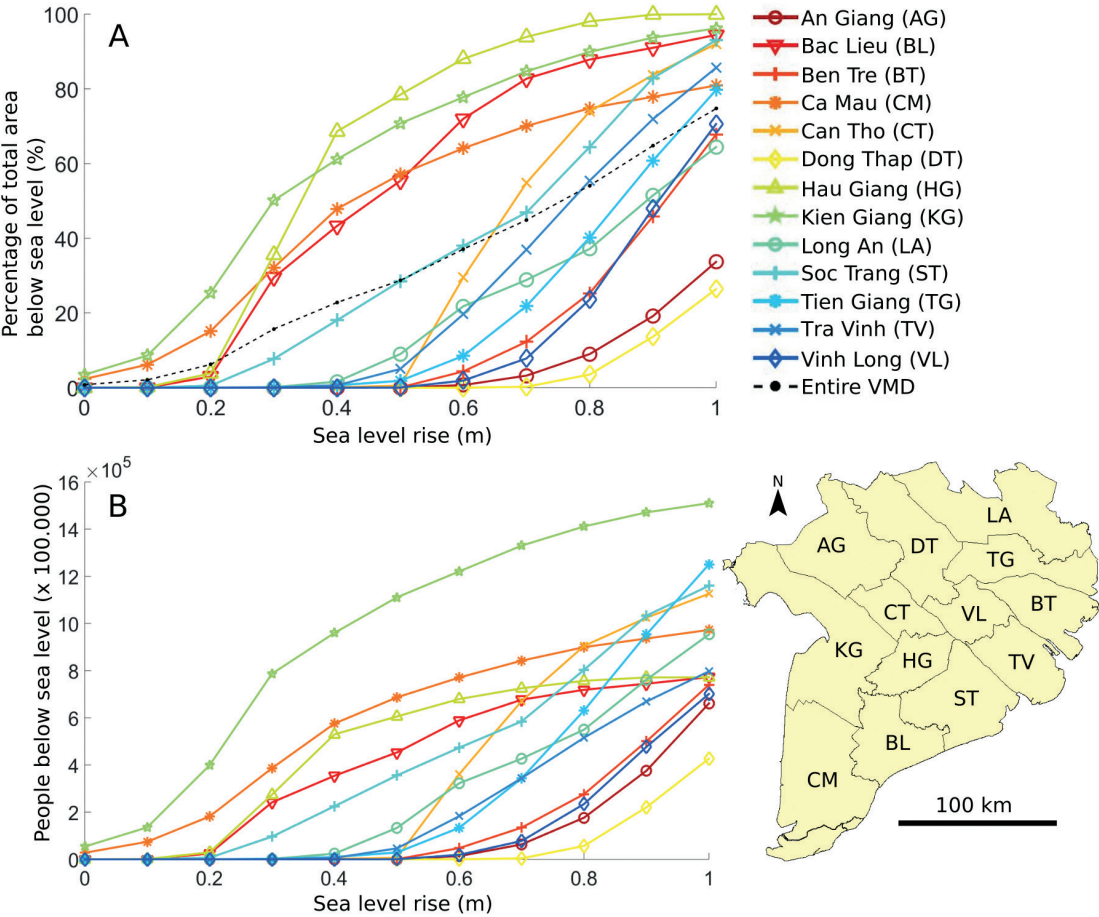 A
Percentage of total area
below sea level (%)
100
80
60
40
20
0
0 0.2 0.4 0.6 0.8 1
Sea level rise (m)
An Giang (AG)
Bac Lieu (BL)
Ben Tre (BT)
Ca Mau (CM)
Can Tho (CT)
Dong Thap (DT)
Hau Giang (HG)
Kien Giang (KG)
Long An (LA)
Soc Trang (ST)
Tien Giang (TG)
Tra Vinh (TV)
Vinh Long (VL)
Entire VMD
B
×10⁵
People below sea level (x 100.000)
16
14
12
10
8
6
4
2
0
0 0.2 0.4 0.6 0.8 1
Sea level rise (m)
N
LA
AG
DT
TG
BT
CT
VL
KG
HG
TV
ST
BL
CM
100 km